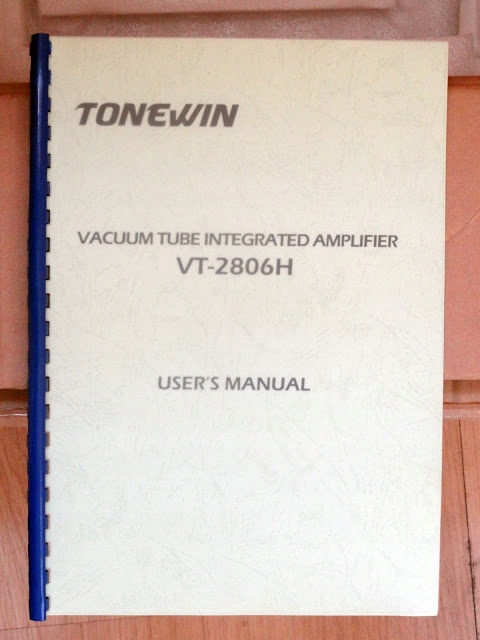 TONEWIN
VACUUM TUBE INTEGRATED AMPLIFIER
VT-2806H
USER'S MANUAL